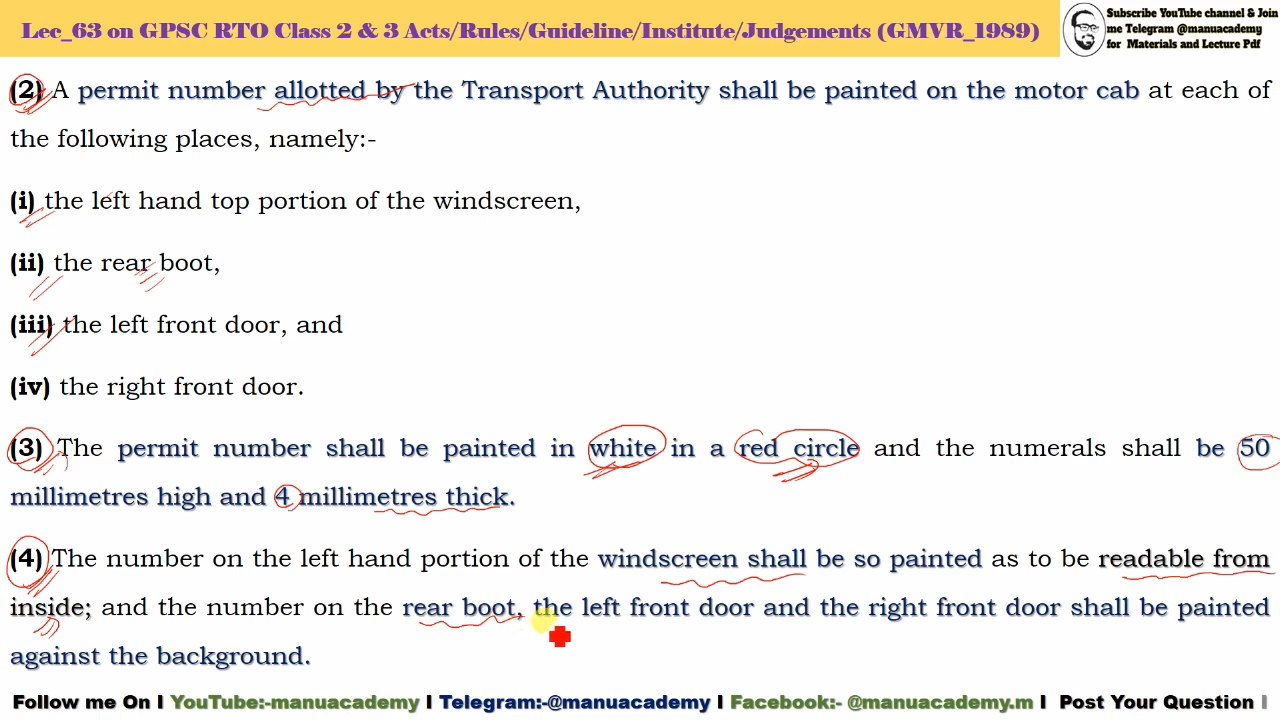 Lec_63 on GPSC RTO Class 2 & 3 Acts/Rules/Guideline/Institute/Judgements (GMVR_1989)
Subscribe YouTube channel & Join
me Telegram @manuacademy
for Materials and Lecture Pdf
(2) A permit number allotted by the Transport Authority shall be painted on the motor cab at each of
the following places, namely:-
(i) the left hand top portion of the windscreen,
(ii) the rear boot,
(iii) the left front door, and
(iv) the right front door.
(3) The permit number shall be painted in white in a red circle and the numerals shall be 50
millimetres high and 4 millimetres thick.
(4) The number on the left hand portion of the windscreen shall be so painted as to be readable from
inside; and the number on the rear boot, the left front door and the right front door shall be painted
against the background.
Follow me On I YouTube:-manuacademy I Telegram:-@manuacademy I Facebook:- @manuacademy.m I Post Your Question I